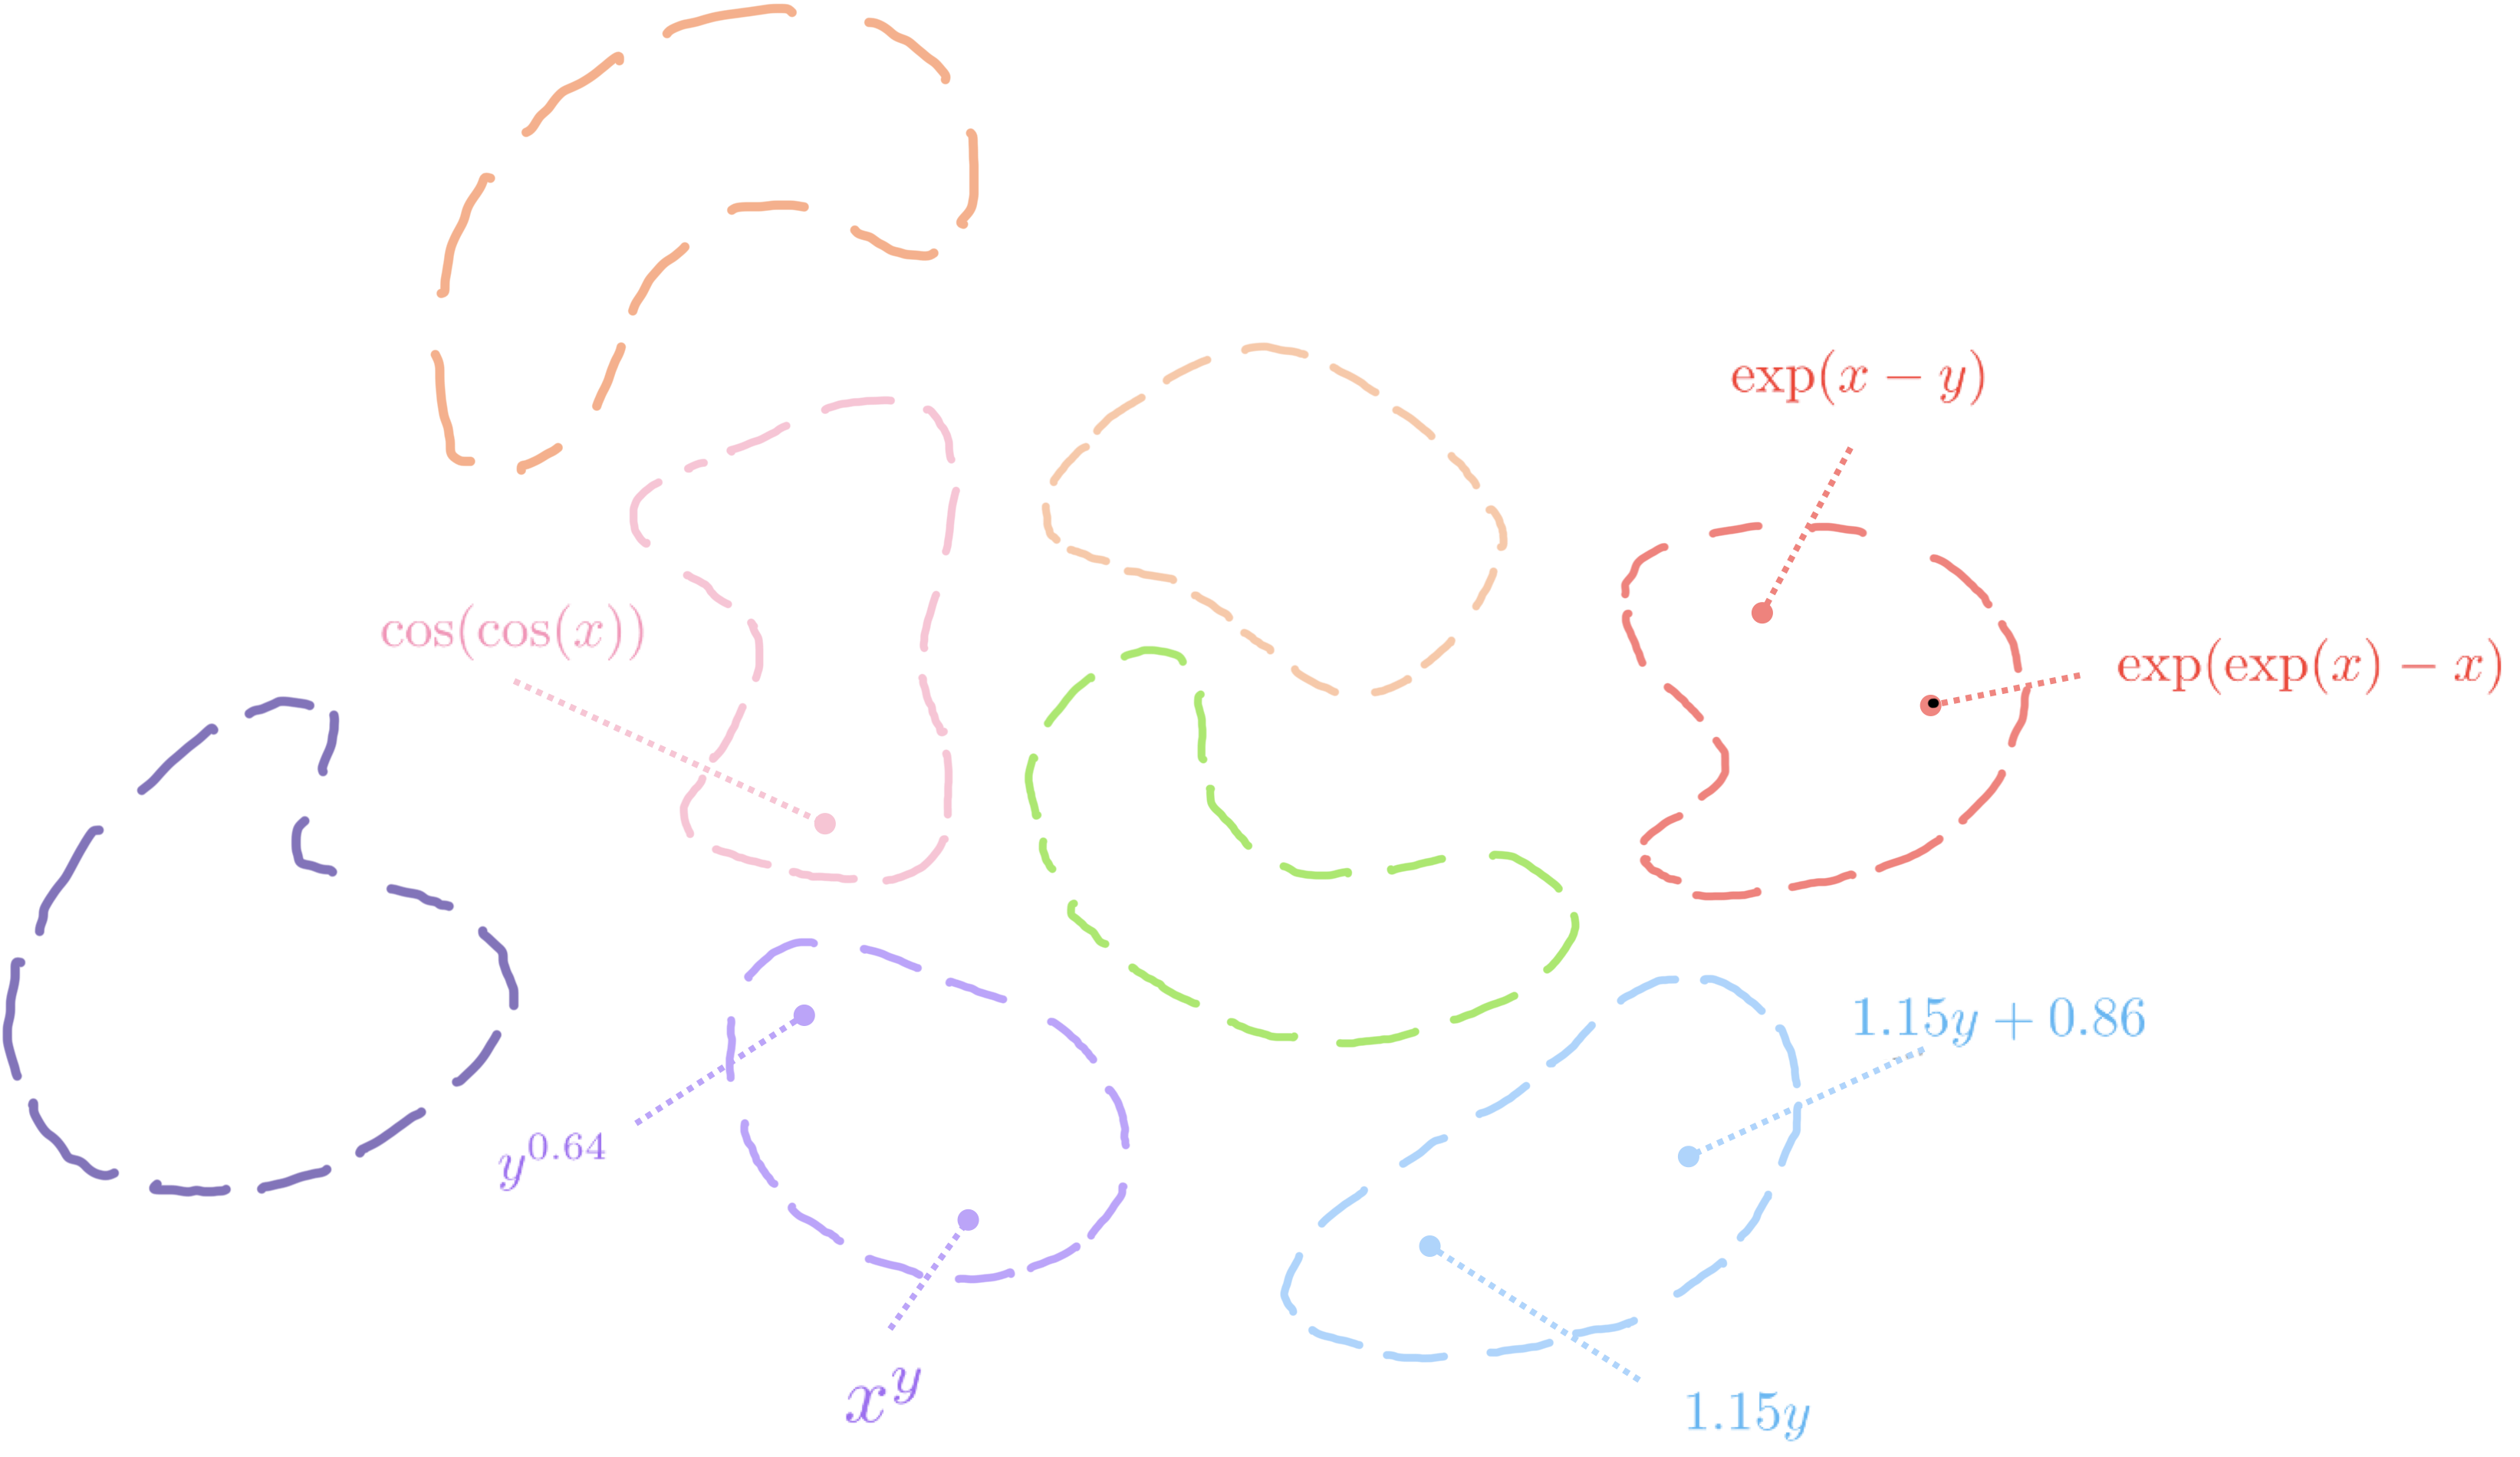 exp(x − y)
cos(cos(x))
exp(exp(x) − x)
1.15y + 0.86
y^{0.64}
x^y
1.15y